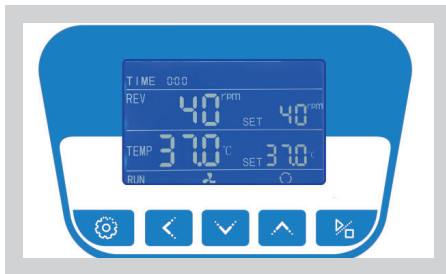 TIME 0:00
REV 40 rpm SET 40 rpm
TEMP 37.0 ℃ SET 37.0 ℃
RUN